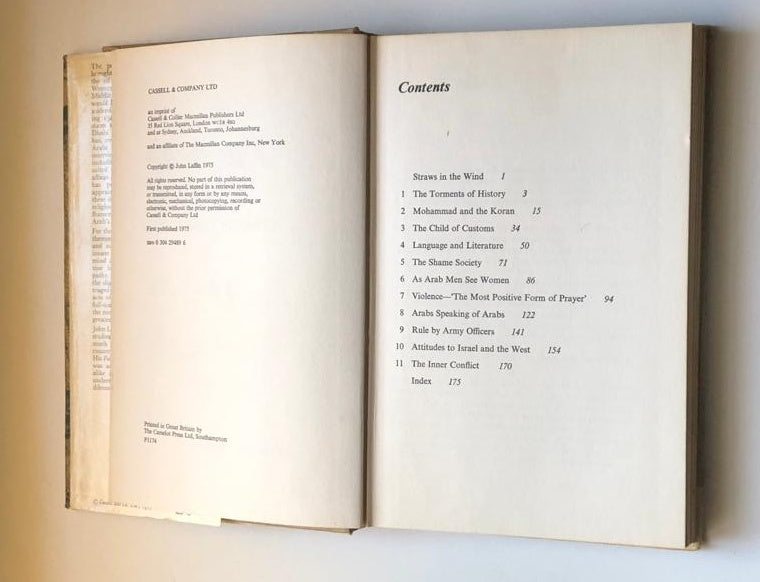 CASSELL & COMPANY LTD
an imprint of
Cassell & Collier Macmillan Publishers Ltd
35 Red Lion Square, London WC1R 4SG
and at Sydney, Auckland, Toronto, Johannesburg
and an affiliate of The Macmillan Company Inc, New York
Copyright © John Laffin 1975
All rights reserved. No part of this publication
may be reproduced, stored in a retrieval system,
or transmitted, in any form or by any means,
electronic, mechanical, photocopying, recording or
otherwise, without the prior permission of
Cassell & Company Ltd
First published 1975
Printed in Great Britain by
The Camelot Press Ltd, Southampton
F1174
Contents
Straws in the Wind 1
1 The Torments of History 3
2 Mohammad and the Koran 15
3 The Child of Customs 34
4 Language and Literature 50
5 The Shame Society 71
6 As Arab Men See Women 86
7 Violence—'The Most Positive Form of Prayer' 94
8 Arabs Speaking of Arabs 122
9 Rule by Army Officers 141
10 Attitudes to Israel and the West 154
11 The Inner Conflict 170
Index 175